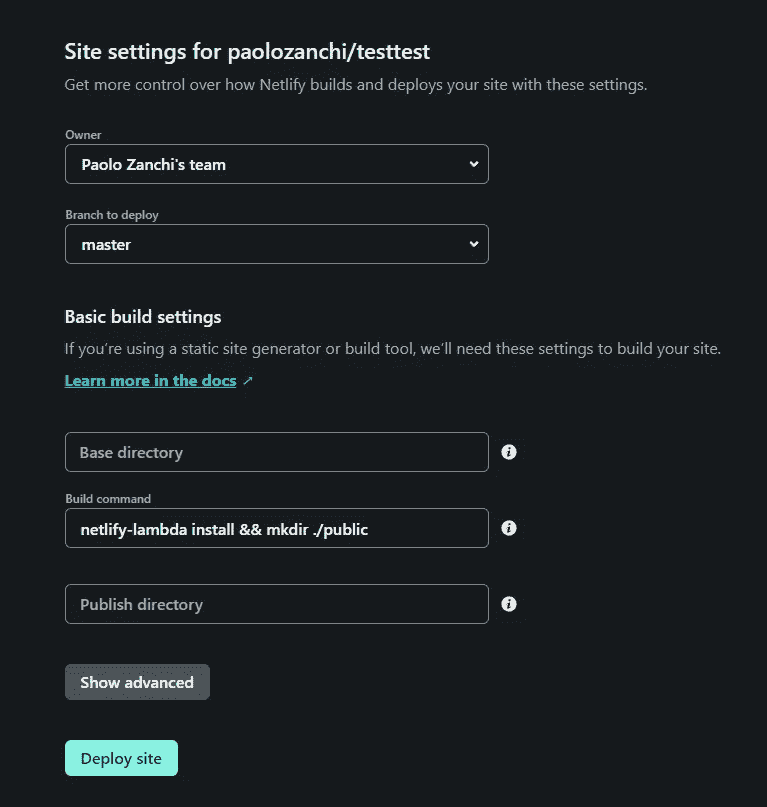 Site settings for paolozanchi/testtest
Get more control over how Netlify builds and deploys your site with these settings.
Owner
Paolo Zanchi's team
Branch to deploy
master
Basic build settings
If you're using a static site generator or build tool, we'll need these settings to build your site.
Learn more in the docs ↗
Base directory
Build command
netlify-lambda install && mkdir ./public
Publish directory
Show advanced
Deploy site